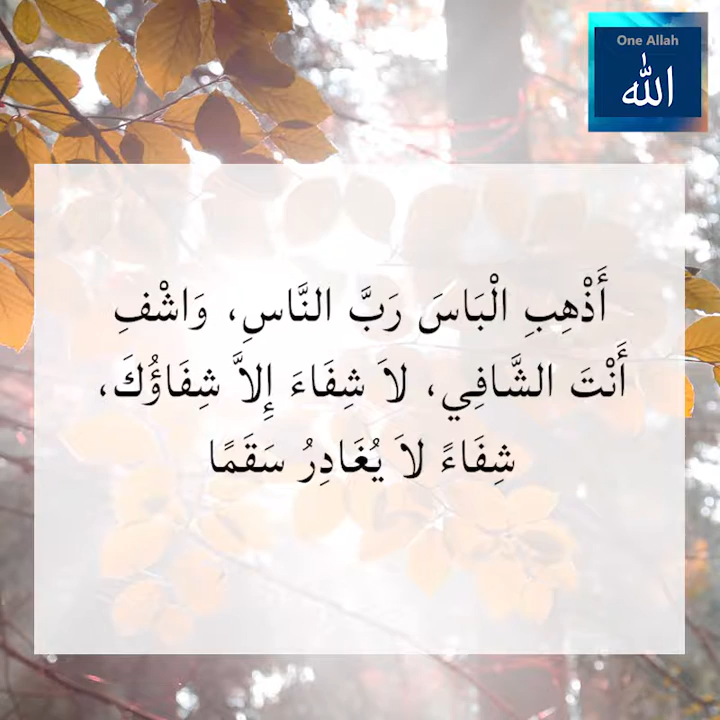 One Allah
الله
أَذْهِبِ الْبَاسَ رَبَّ النَّاسِ، وَاشْفِ
أَنْتَ الشَّافِي، لاَ شِفَاءَ إِلاَّ شِفَاؤُكَ،
شِفَاءً لاَ يُغَادِرُ سَقَمًا